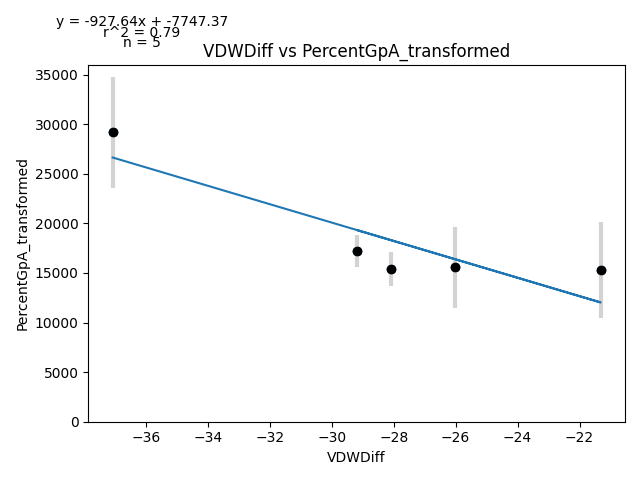 y = -927.64x + -7747.37
r^2 = 0.79
n = 5
VDWDiff vs PercentGpA_transformed
35000
30000
25000
20000
15000
10000
5000
0
PercentGpA_transformed
−36 −34 −32 −30 −28 −26 −24 −22
VDWDiff